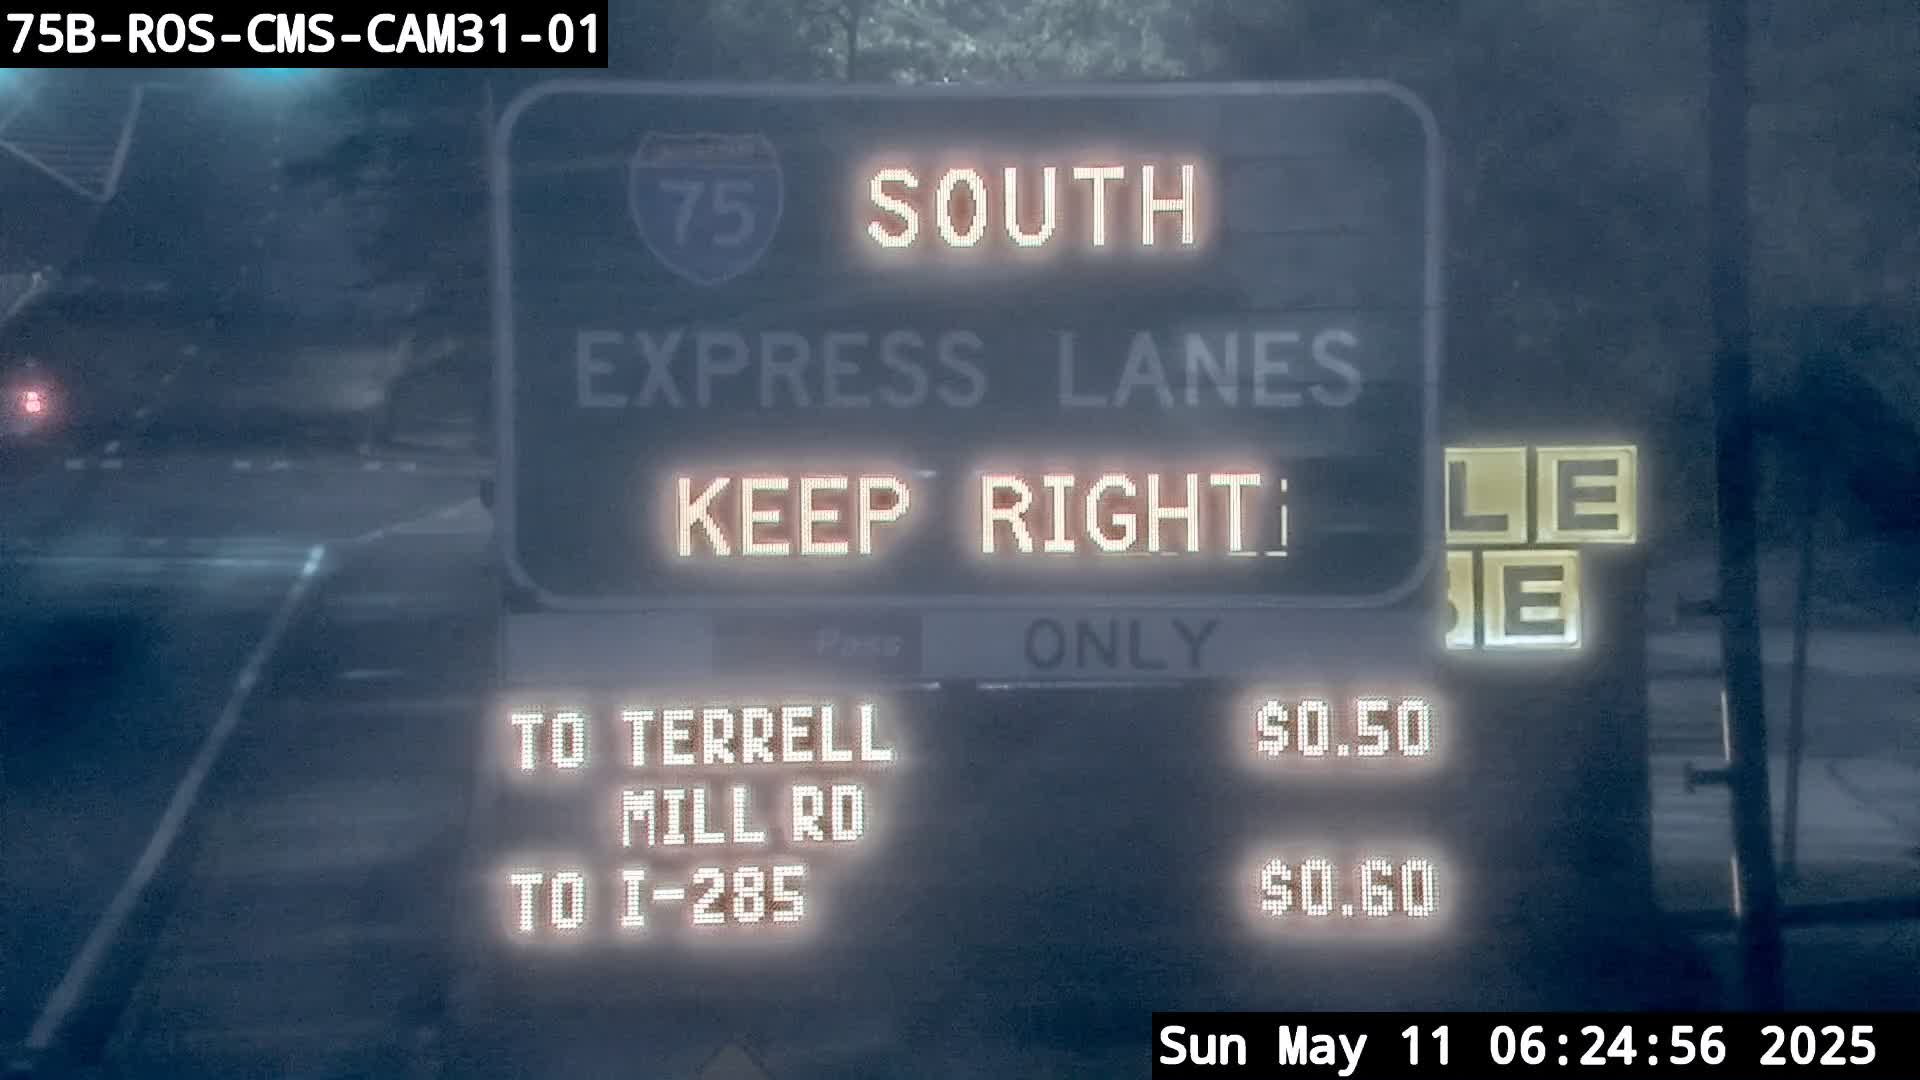 75B-ROS-CMS-CAM31-01
75 SOUTH
EXPRESS LANES
KEEP RIGHT
LE
E
Pass ONLY
TO TERRELL $0.50
MILL RD
TO I-285 $0.60
Sun May 11 06:24:56 2025